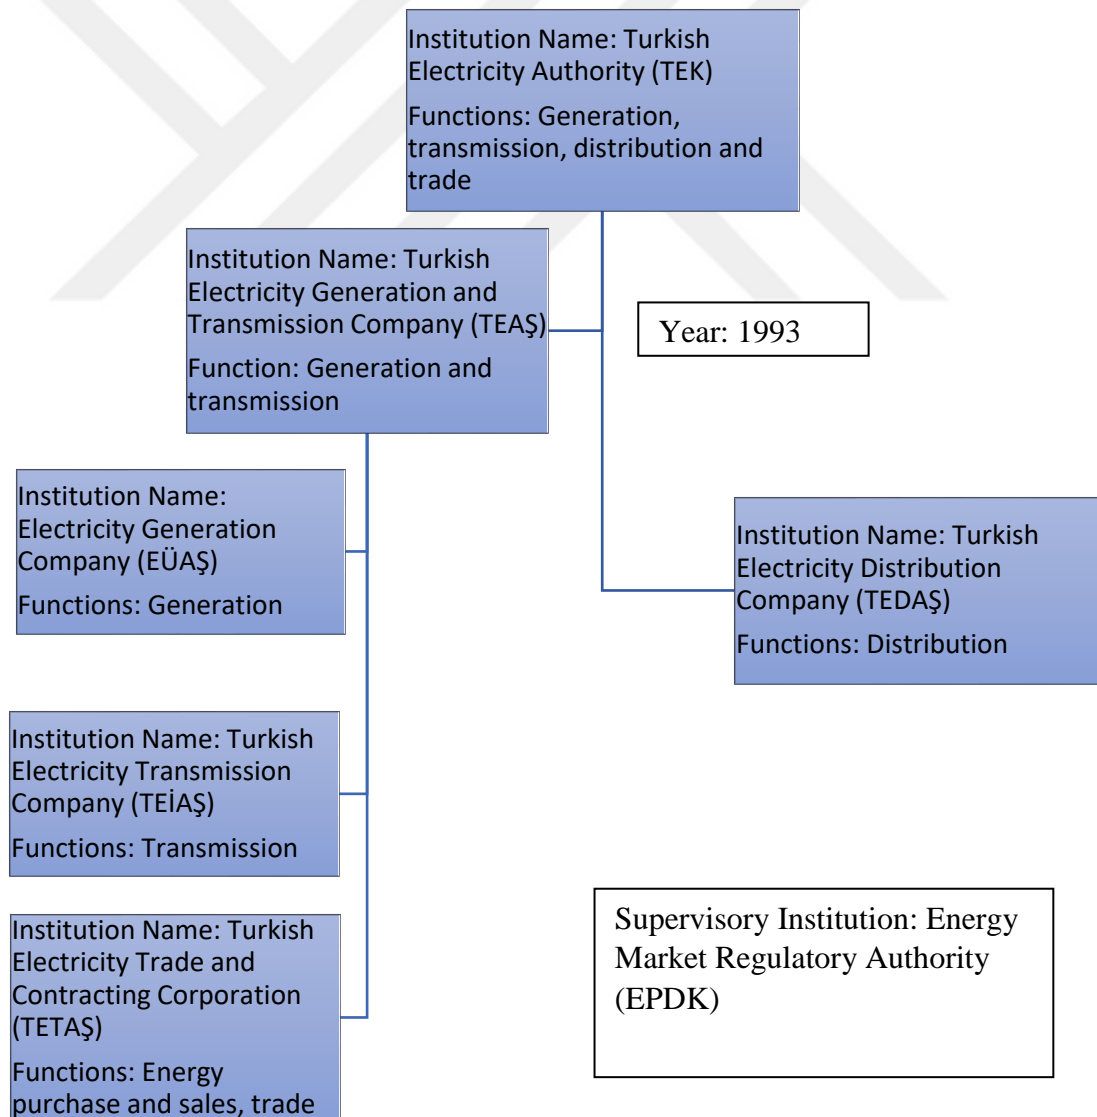 Institution Name: Turkish
Electricity Authority (TEK)
Functions: Generation,
transmission, distribution and
trade
Institution Name: Turkish
Electricity Generation and
Transmission Company (TEAŞ)
Function: Generation and
transmission
Year: 1993
Institution Name:
Electricity Generation
Company (EÜAŞ)
Functions: Generation
Institution Name: Turkish
Electricity Distribution
Company (TEDAŞ)
Functions: Distribution
Institution Name: Turkish
Electricity Transmission
Company (TEİAŞ)
Functions: Transmission
Institution Name: Turkish
Electricity Trade and
Contracting Corporation
(TETAŞ)
Functions: Energy
purchase and sales, trade
Supervisory Institution: Energy
Market Regulatory Authority
(EPDK)